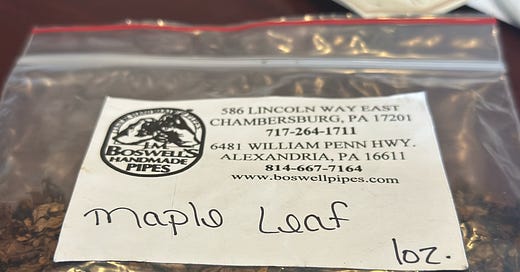 J.M.
BOSWELL'S
HANDMADE
PIPES
586 LINCOLN WAY EAST
CHAMBERSBURG, PA 17201
717-264-1711
6481 WILLIAM PENN HWY.
ALEXANDRIA, PA 16611
814-667-7164
www.boswellpipes.com
maple Leaf
1oz.